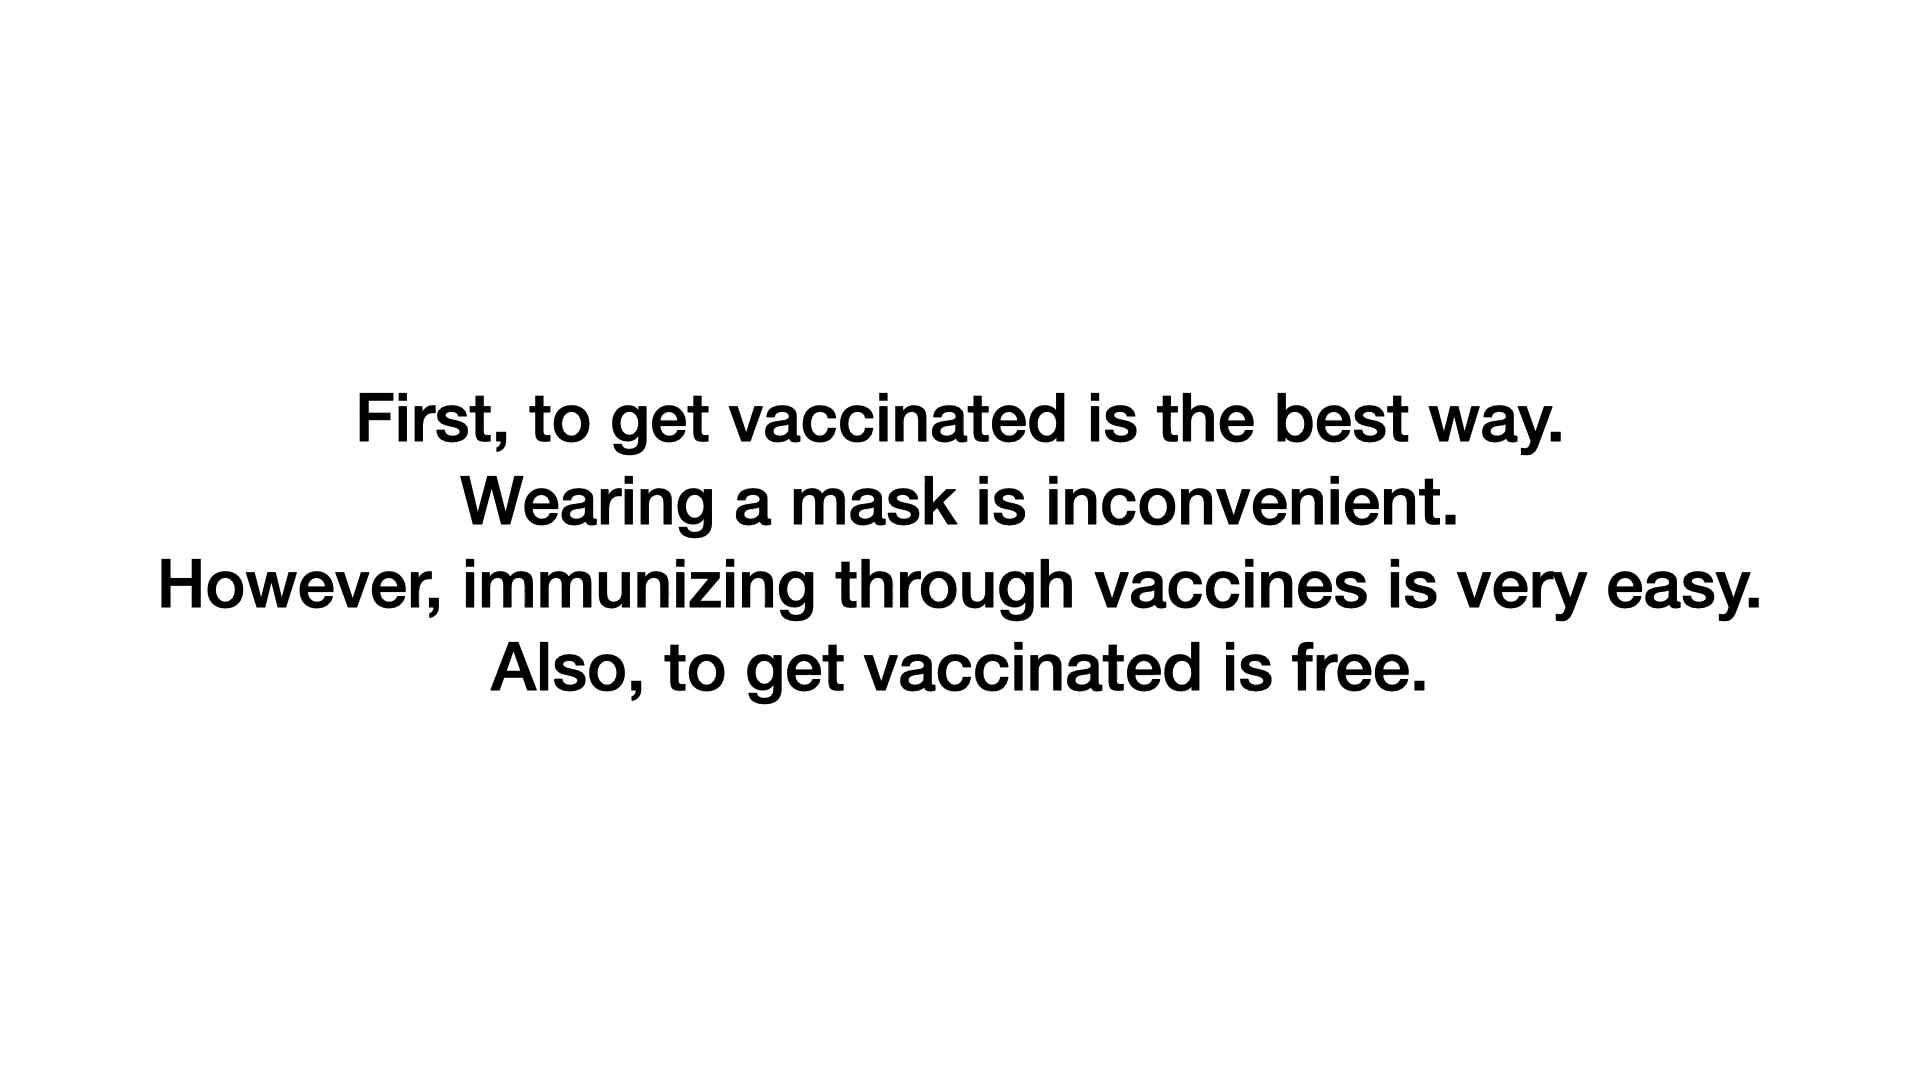 First, to get vaccinated is the best way.
Wearing a mask is inconvenient.
However, immunizing through vaccines is very easy.
Also, to get vaccinated is free.